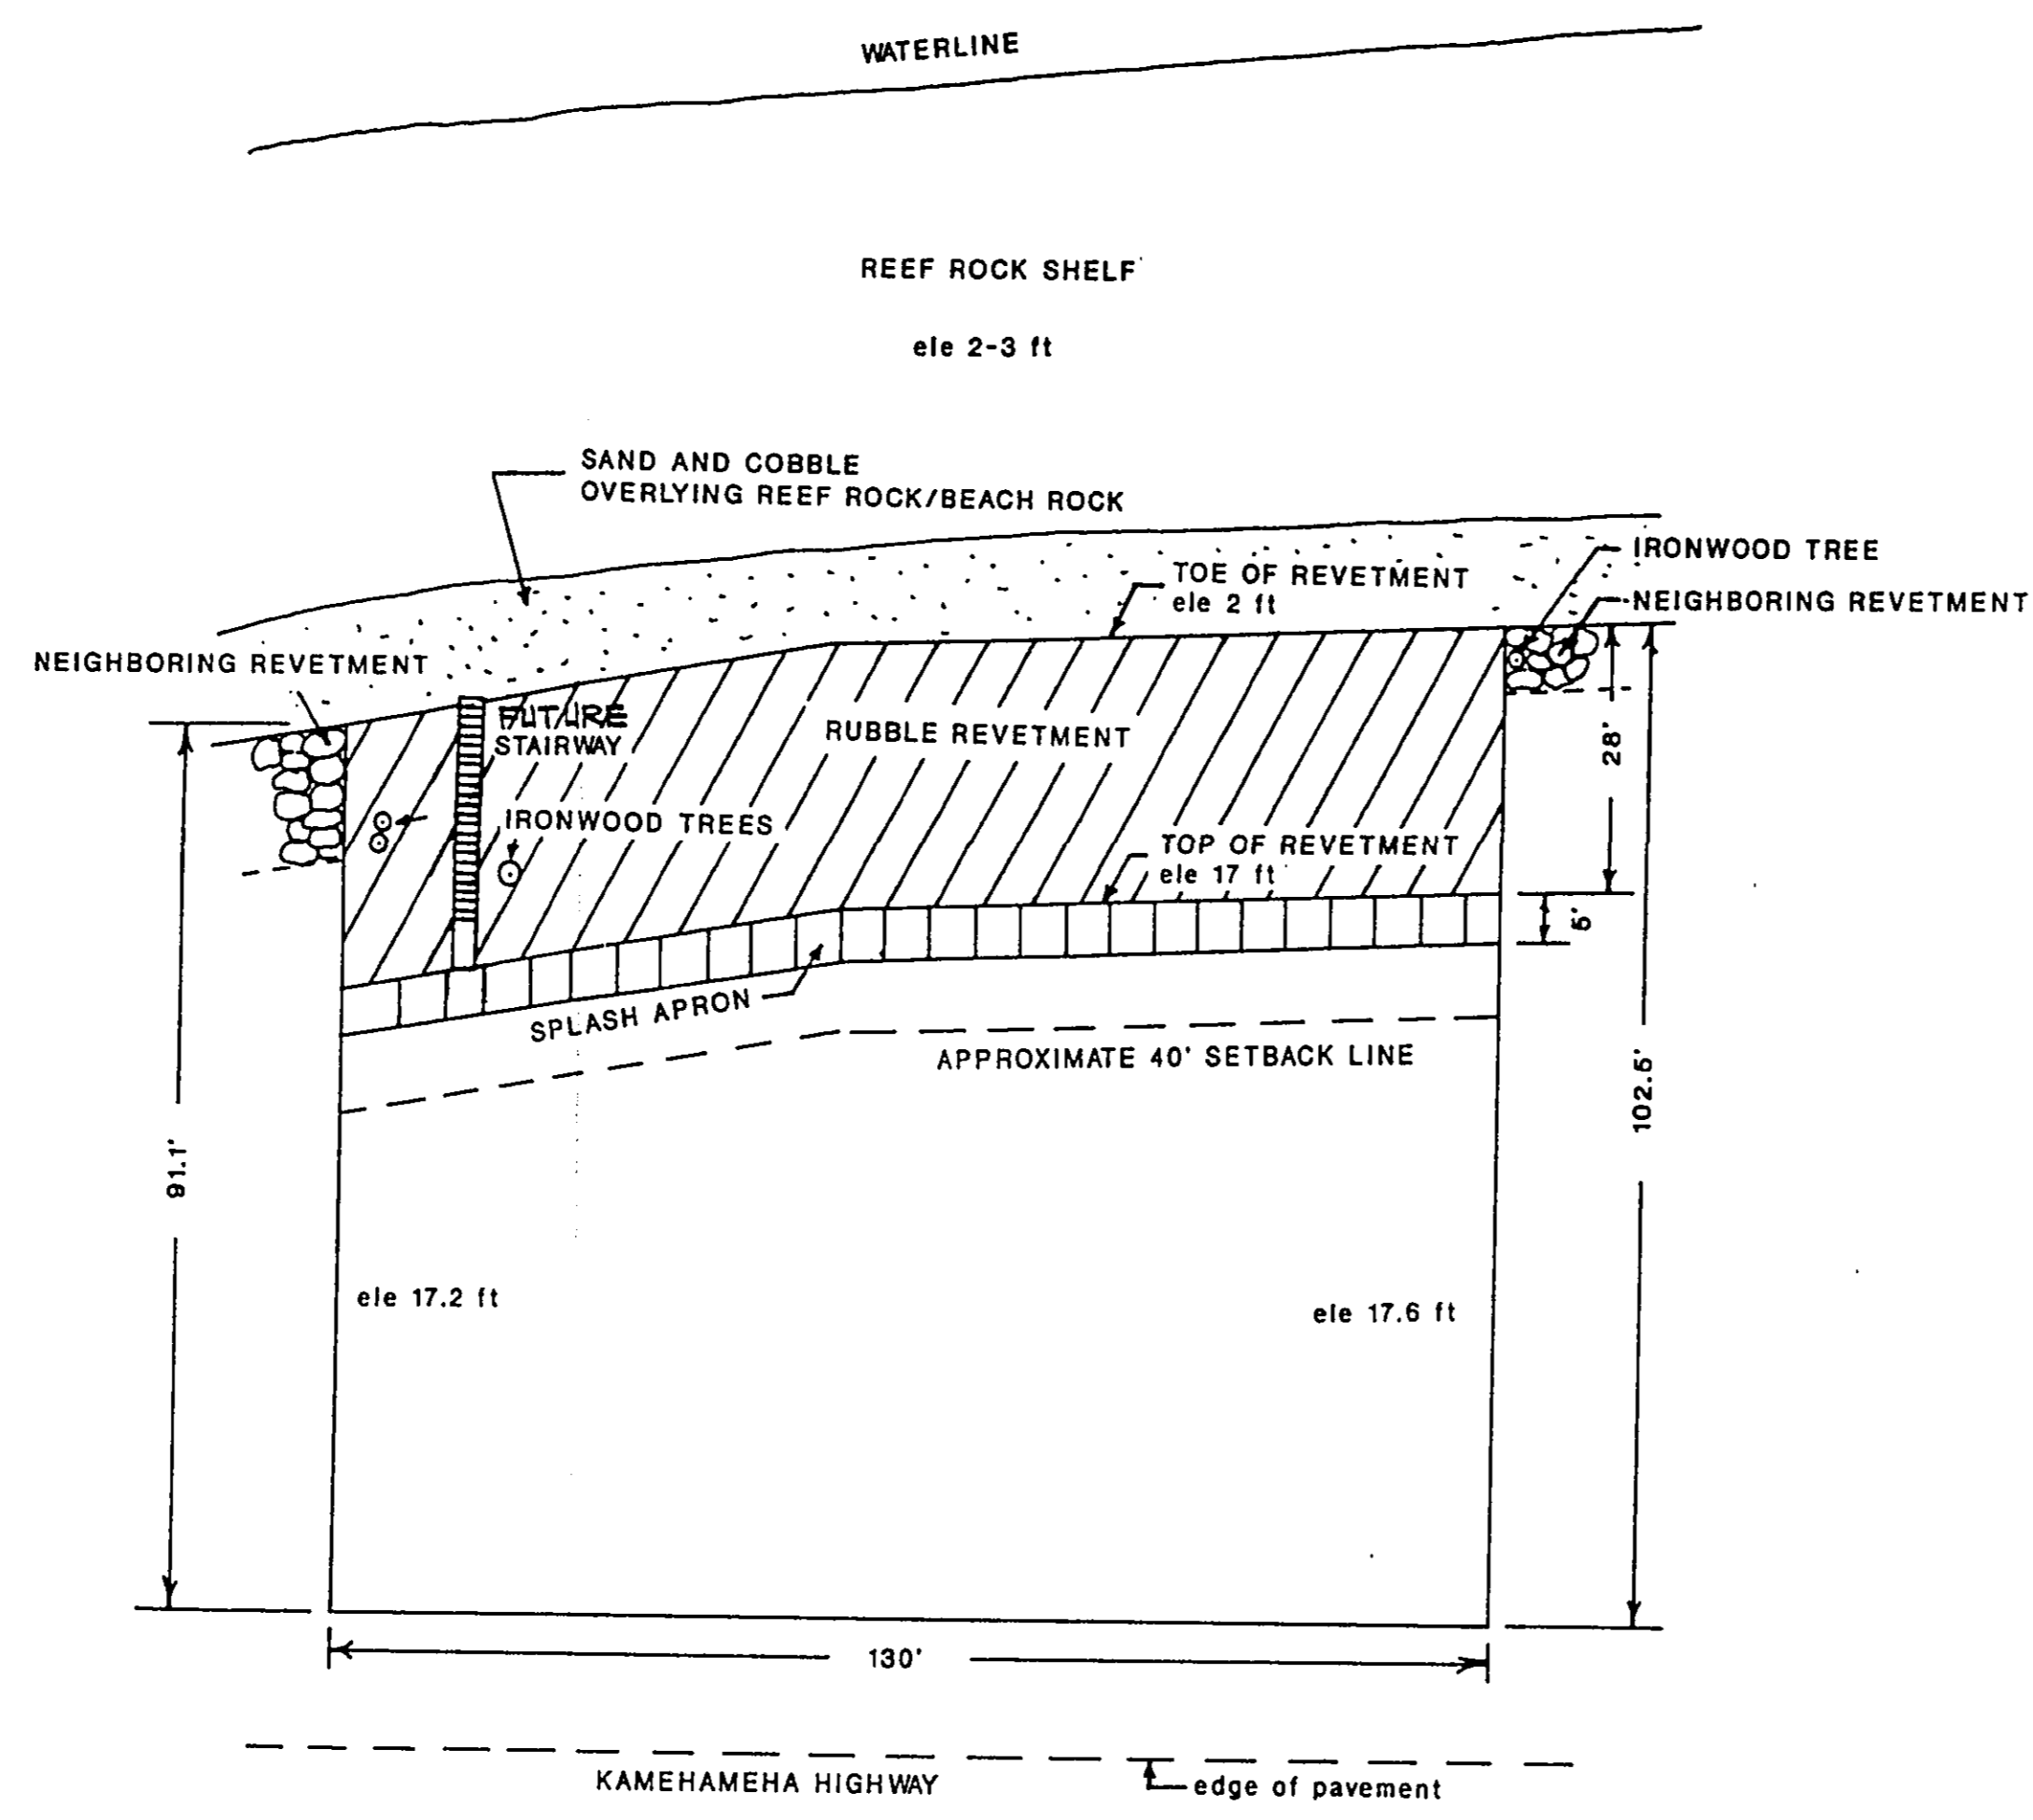 WATERLINE
REEF ROCK SHELF
ele 2-3 ft
SAND AND COBBLE
OVERLYING REEF ROCK/BEACH ROCK
IRONWOOD TREE
TOE OF REVETMENT
ele 2 ft
NEIGHBORING REVETMENT
NEIGHBORING REVETMENT
FUTURE
STAIRWAY
RUBBLE REVETMENT
28'
IRONWOOD TREES
TOP OF REVETMENT
ele 17 ft
5'
SPLASH APRON
APPROXIMATE 40' SETBACK LINE
91.1'
102.5'
ele 17.2 ft
ele 17.6 ft
130'
KAMEHAMEHA HIGHWAY
edge of pavement